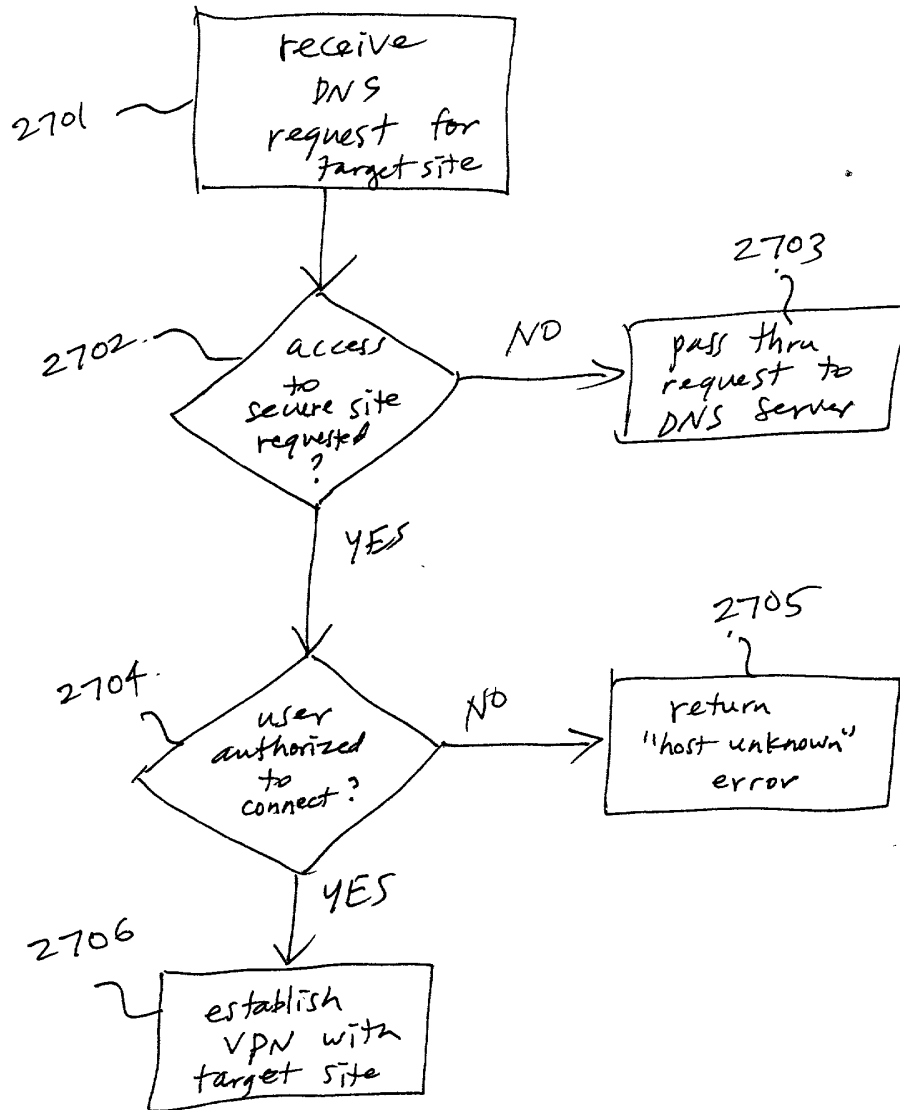 receive
DNS
request for
target site
2701
2703
2702
access
to
secure site
requested
?
NO
pass thru
request to
DNS server
YES
2705
2704
user
authorized
to
connect?
NO
return
"host unknown"
error
YES
2706
establish
VPN with
target site